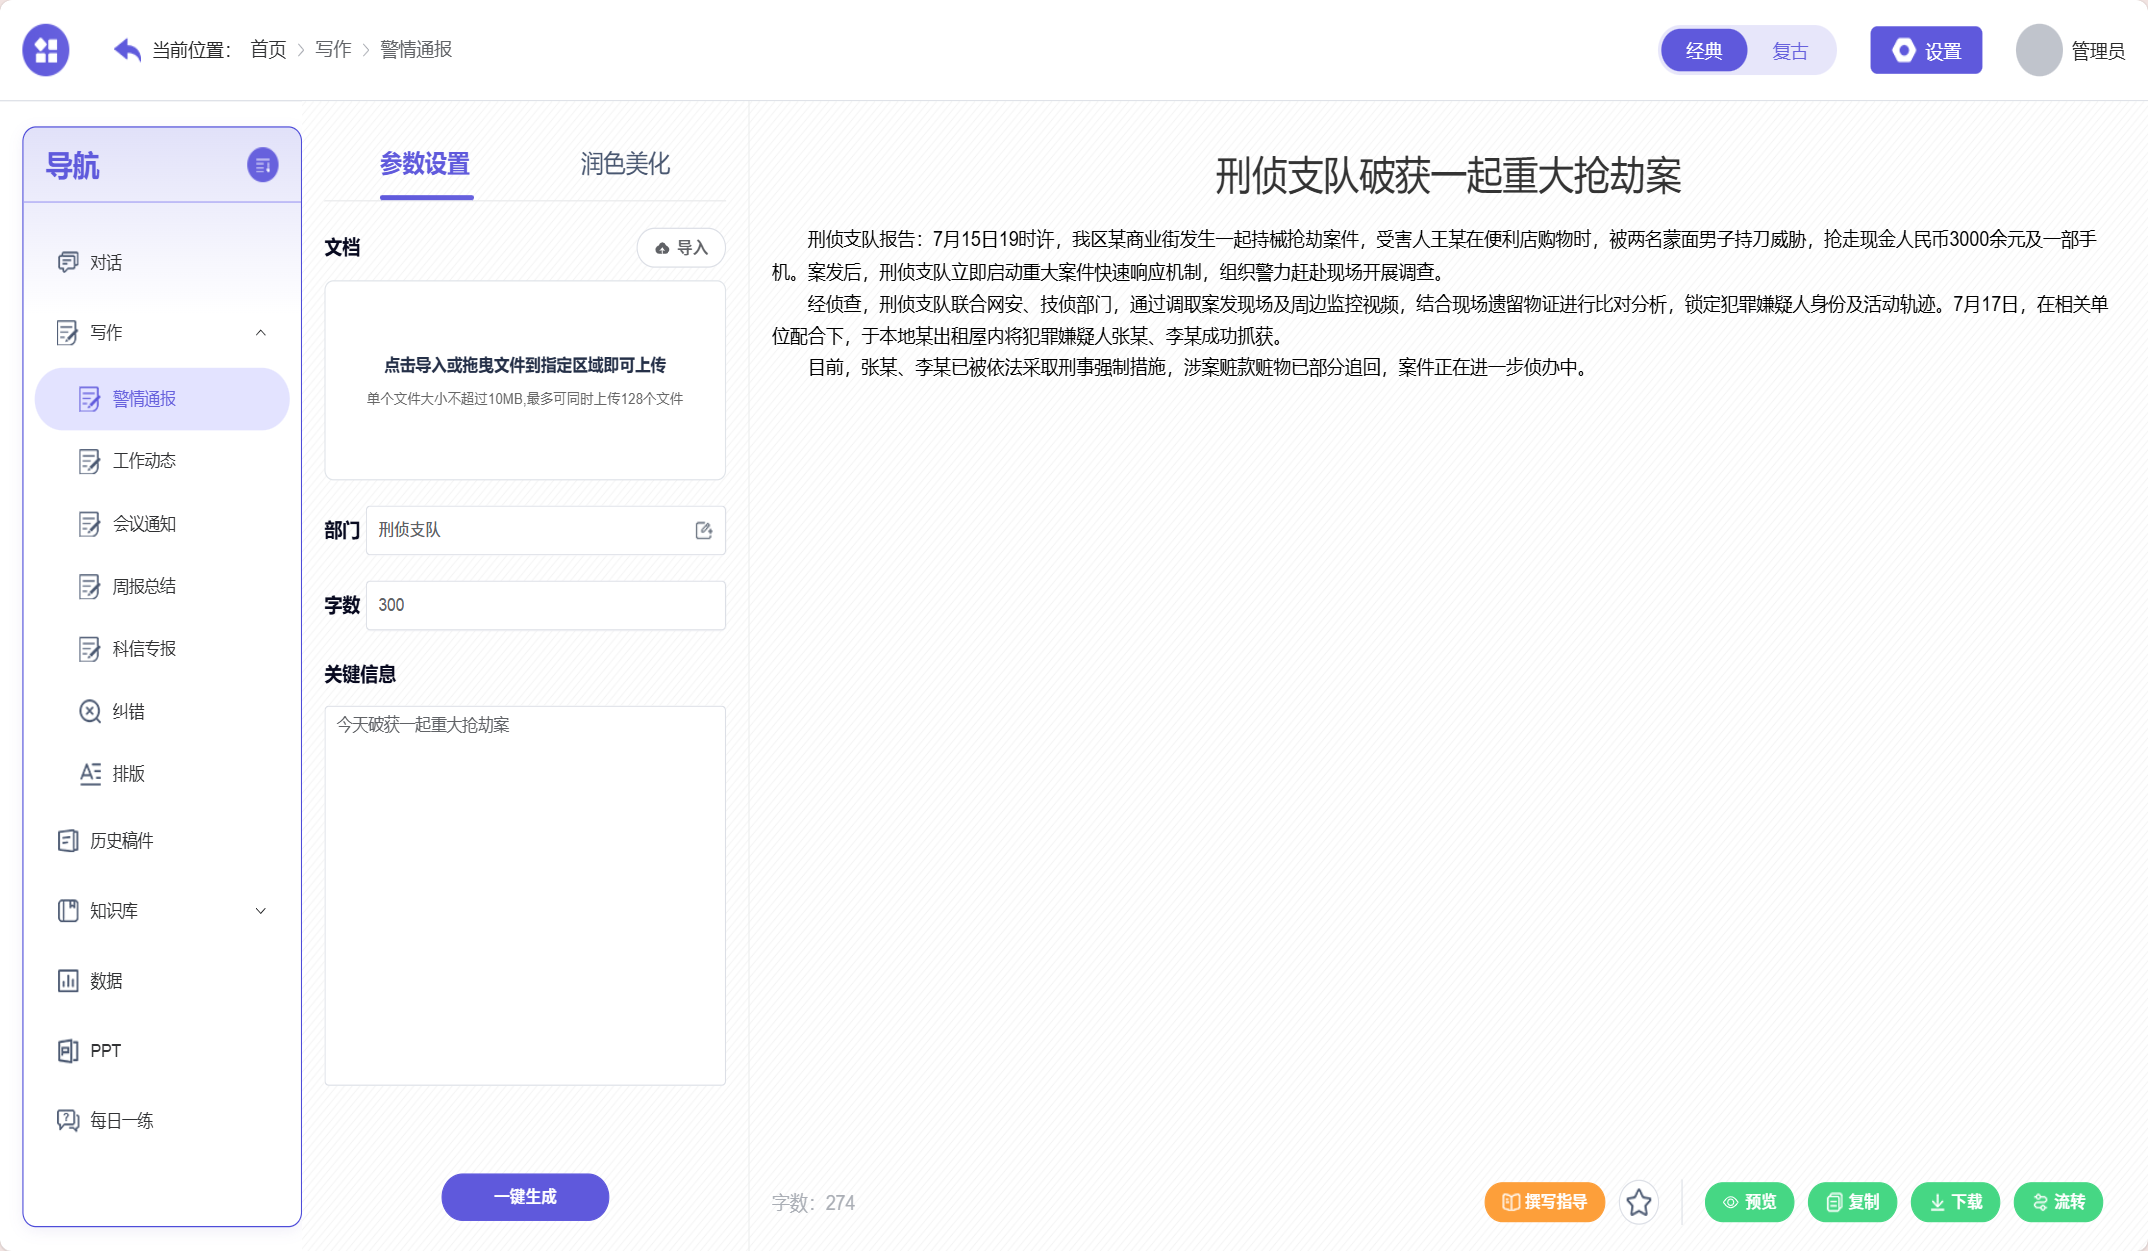 当前位置： 首页 > 写作 > 警情通报
经典 复古
设置
管理员
导航
对话
写作
警情通报
工作动态
会议通知
周报总结
科信专报
纠错
排版
历史稿件
知识库
数据
PPT
每日一练
参数设置 润色美化
文档 导入
点击导入或拖曳文件到指定区域即可上传
单个文件大小不超过10MB,最多可同时上传128个文件
部门 刑侦支队
字数 300
关键信息
今天破获一起重大抢劫案
一键生成
刑侦支队破获一起重大抢劫案
刑侦支队报告：7月15日19时许，我区某商业街发生一起持械抢劫案件，受害人王某在便利店购物时，被两名蒙面男子持刀威胁，抢走现金人民币3000余元及一部手
机。案发后，刑侦支队立即启动重大案件快速响应机制，组织警力赶赴现场开展调查。
经侦查，刑侦支队联合网安、技侦部门，通过调取案发现场及周边监控视频，结合现场遗留物证进行比对分析，锁定犯罪嫌疑人身份及活动轨迹。7月17日，在相关单
位配合下，于本地某出租屋内将犯罪嫌疑人张某、李某成功抓获。
目前，张某、李某已被依法采取刑事强制措施，涉案赃款赃物已部分追回，案件正在进一步侦办中。
字数：274
撰写指导
预览 复制 下载 流转